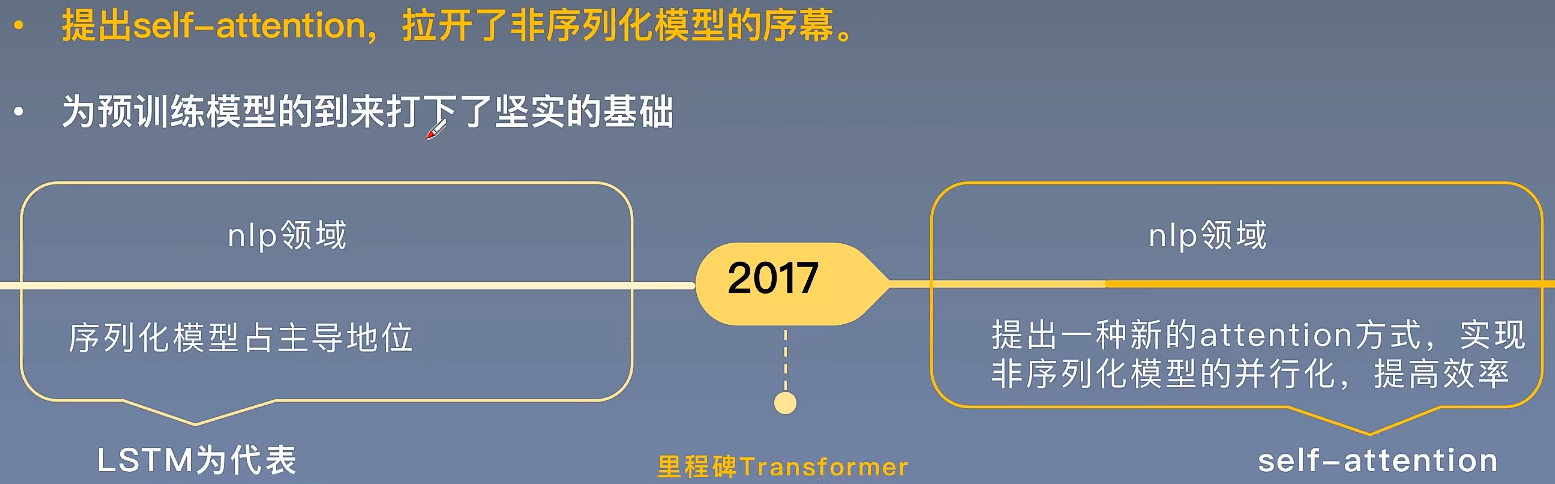 • 提出self-attention，拉开了非序列化模型的序幕。
• 为预训练模型的到来打下了坚实的基础
nlp领域
序列化模型占主导地位
LSTM为代表
2017
里程碑Transformer
nlp领域
提出一种新的attention方式，实现
非序列化模型的并行化，提高效率
self-attention